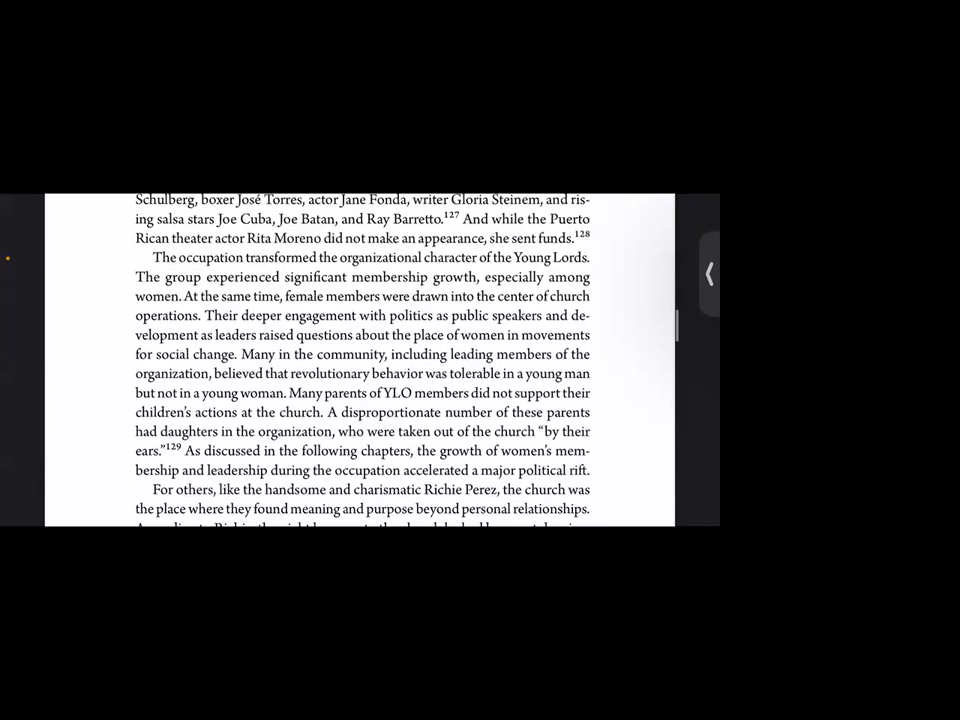 Schulberg, boxer José Torres, actor Jane Fonda, writer Gloria Steinem, and ris-
ing salsa stars Joe Cuba, Joe Batan, and Ray Barretto.¹²⁷ And while the Puerto
Rican theater actor Rita Moreno did not make an appearance, she sent funds.¹²⁸
The occupation transformed the organizational character of the Young Lords.
The group experienced significant membership growth, especially among
women. At the same time, female members were drawn into the center of church
operations. Their deeper engagement with politics as public speakers and de-
velopment as leaders raised questions about the place of women in movements
for social change. Many in the community, including leading members of the
organization, believed that revolutionary behavior was tolerable in a young man
but not in a young woman. Many parents of YLO members did not support their
children’s actions at the church. A disproportionate number of these parents
had daughters in the organization, who were taken out of the church “by their
ears.”¹²⁹ As discussed in the following chapters, the growth of women’s mem-
bership and leadership during the occupation accelerated a major political rift.
For others, like the handsome and charismatic Richie Perez, the church was
the place where they found meaning and purpose beyond personal relationships.